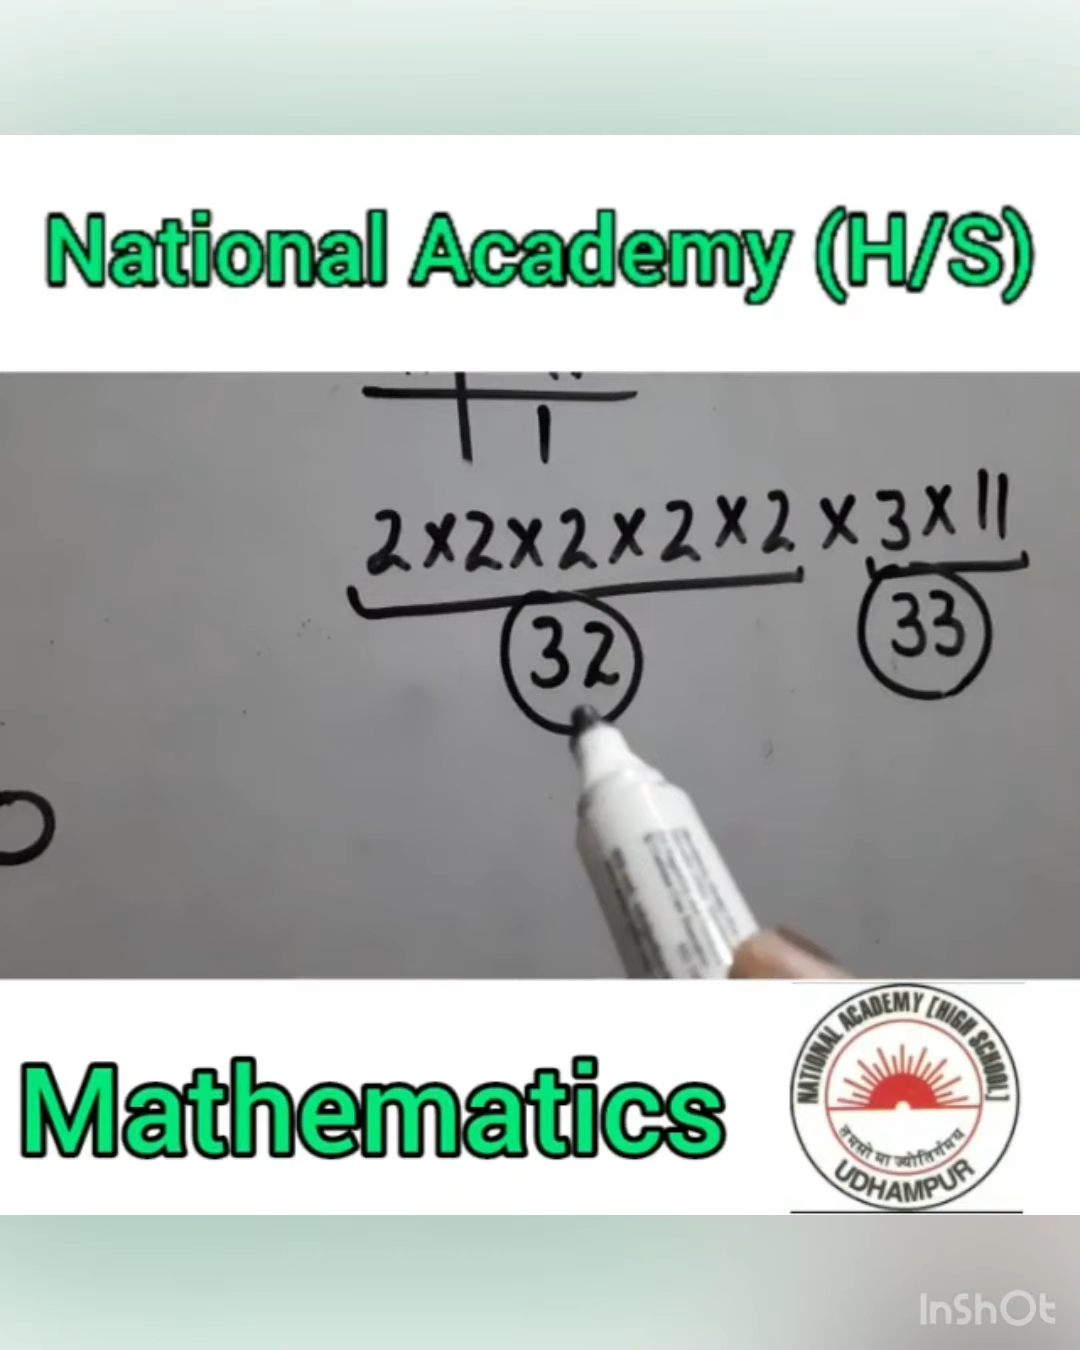 National Academy (H/S)
1
2×2×2×2×2×3×11
32 33
Mathematics
NATIONAL ACADEMY [HIGH SCHOOL]
तमसो मा ज्योतिर्गमय
UDHAMPUR
InShOt